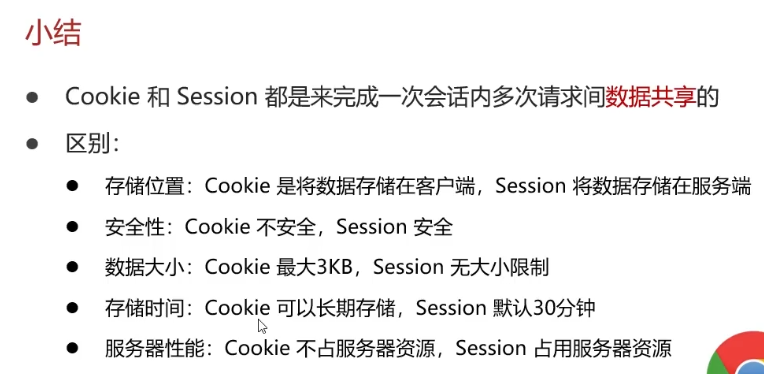 小结
● Cookie 和 Session 都是来完成一次会话内多次请求间数据共享的
● 区别：
● 存储位置：Cookie 是将数据存储在客户端，Session 将数据存储在服务端
● 安全性：Cookie 不安全，Session 安全
● 数据大小：Cookie 最大3KB，Session 无大小限制
● 存储时间：Cookie 可以长期存储，Session 默认30分钟
● 服务器性能：Cookie 不占服务器资源，Session 占用服务器资源